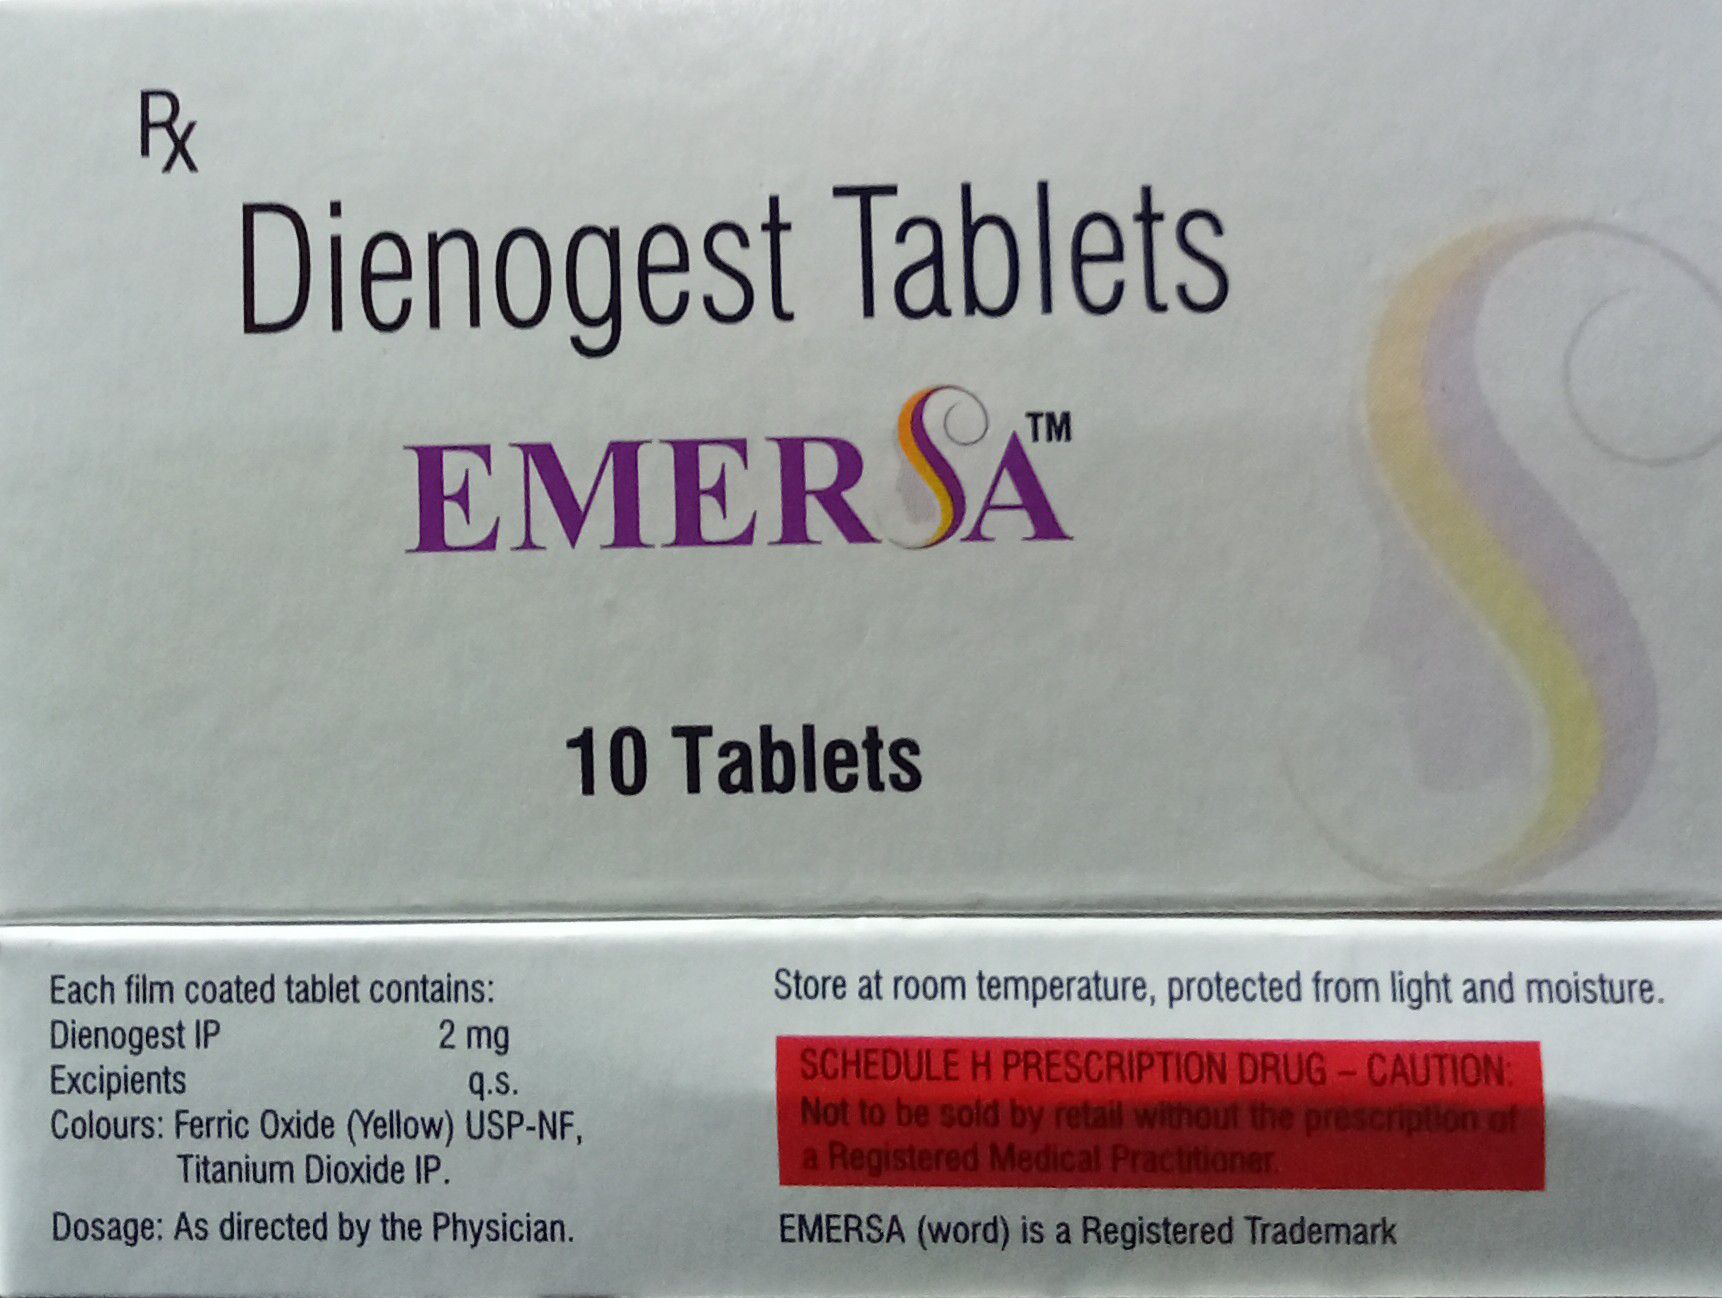 Rx
Dienogest Tablets
EMERSA™
10 Tablets
Each film coated tablet contains:
Dienogest IP 2 mg
Excipients q.s.
Colours: Ferric Oxide (Yellow) USP-NF,
Titanium Dioxide IP.
Dosage: As directed by the Physician.
Store at room temperature, protected from light and moisture.
SCHEDULE H PRESCRIPTION DRUG – CAUTION:
Not to be sold by retail without the prescription of
a Registered Medical Practitioner.
EMERSA (word) is a Registered Trademark